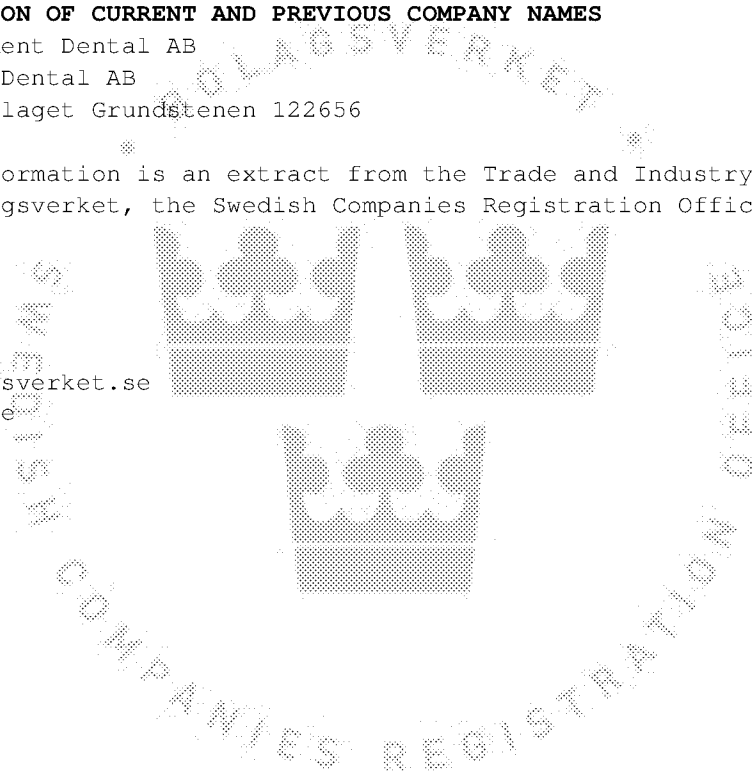 ON OF CURRENT AND PREVIOUS COMPANY NAMES
ent Dental AB
Dental AB
laget Grundstenen 122656
ormation is an extract from the Trade and Industry
gsverket, the Swedish Companies Registration Offic
sverket.se
e
BOLAGSVERKET
SWEDISH COMPANIES REGISTRATION OFFICE